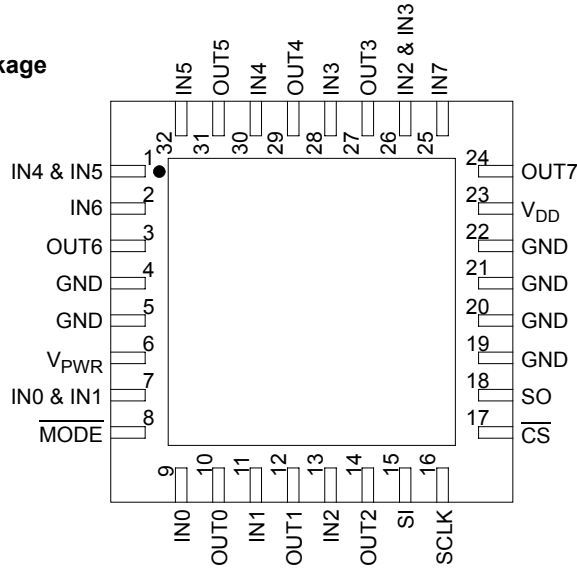 kage
IN5
OUT5
IN4
OUT4
IN3
OUT3
IN2 & IN3
IN7
32
31
30
29
28
27
26
25
IN4 & IN5
1
IN6
2
OUT6
3
GND
4
GND
5
VPWR
6
IN0 & IN1
7
MODE
8
24
OUT7
23
VDD
22
GND
21
GND
20
GND
19
GND
18
SO
17
CS
9
10
11
12
13
14
15
16
IN0
OUT0
IN1
OUT1
IN2
OUT2
SI
SCLK